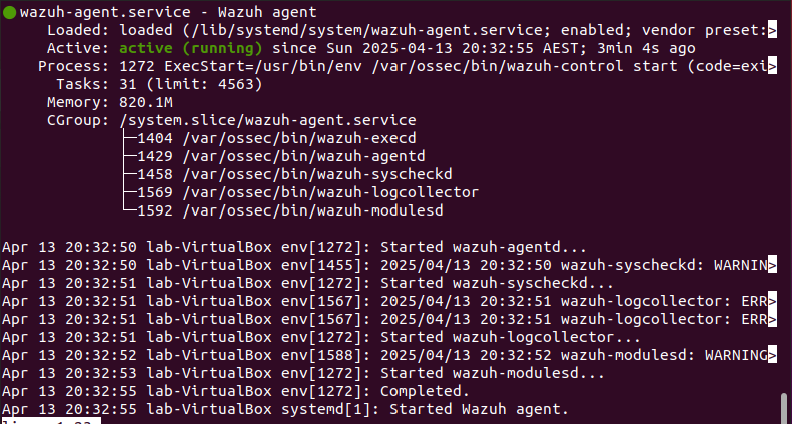 wazuh-agent.service - Wazuh agent
Loaded: loaded (/lib/systemd/system/wazuh-agent.service; enabled; vendor preset:>
Active: active (running) since Sun 2025-04-13 20:32:55 AEST; 3min 4s ago
Process: 1272 ExecStart=/usr/bin/env /var/ossec/bin/wazuh-control start (code=exi>
Tasks: 31 (limit: 4563)
Memory: 820.1M
CGroup: /system.slice/wazuh-agent.service
├─1404 /var/ossec/bin/wazuh-execd
├─1429 /var/ossec/bin/wazuh-agentd
├─1458 /var/ossec/bin/wazuh-syscheckd
├─1569 /var/ossec/bin/wazuh-logcollector
└─1592 /var/ossec/bin/wazuh-modulesd
Apr 13 20:32:50 lab-VirtualBox env[1272]: Started wazuh-agentd...
Apr 13 20:32:50 lab-VirtualBox env[1455]: 2025/04/13 20:32:50 wazuh-syscheckd: WARNIN>
Apr 13 20:32:51 lab-VirtualBox env[1272]: Started wazuh-syscheckd...
Apr 13 20:32:51 lab-VirtualBox env[1567]: 2025/04/13 20:32:51 wazuh-logcollector: ERR>
Apr 13 20:32:51 lab-VirtualBox env[1567]: 2025/04/13 20:32:51 wazuh-logcollector: ERR>
Apr 13 20:32:51 lab-VirtualBox env[1272]: Started wazuh-logcollector...
Apr 13 20:32:52 lab-VirtualBox env[1588]: 2025/04/13 20:32:52 wazuh-modulesd: WARNING>
Apr 13 20:32:53 lab-VirtualBox env[1272]: Started wazuh-modulesd...
Apr 13 20:32:55 lab-VirtualBox env[1272]: Completed.
Apr 13 20:32:55 lab-VirtualBox systemd[1]: Started Wazuh agent.